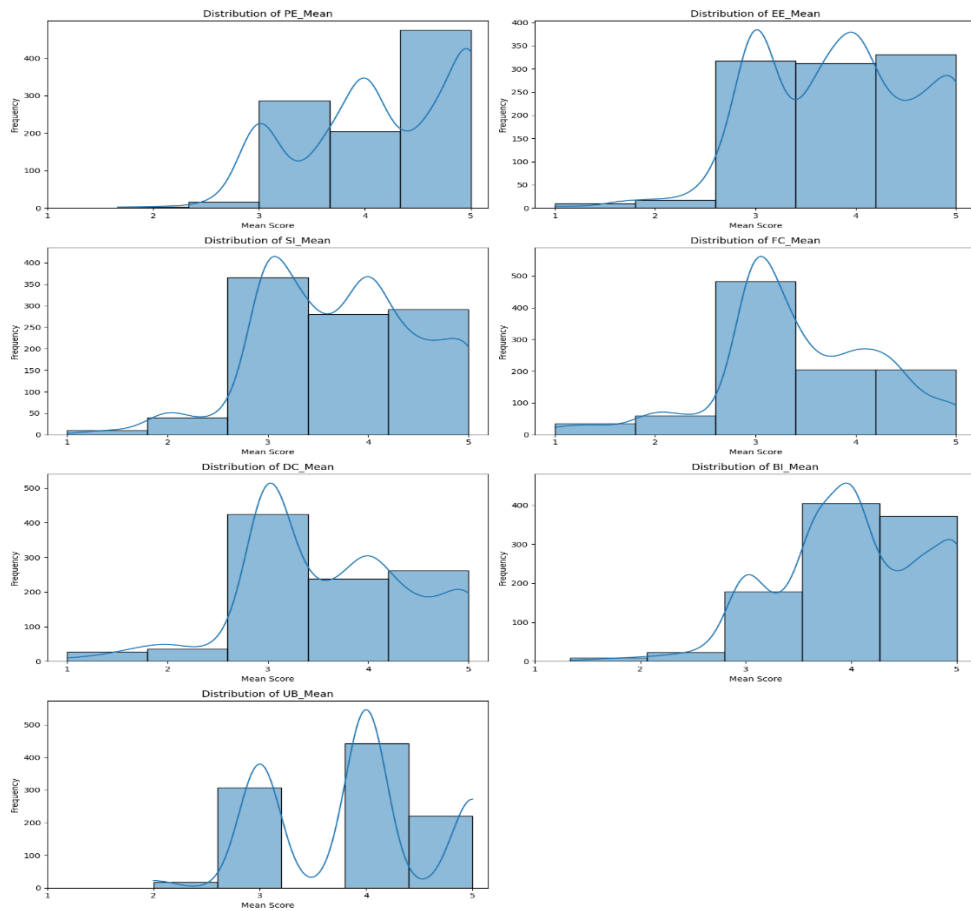 Distribution of PE_Mean
Frequency
400
300
200
100
0
1 2 3 4 5
Mean Score
Distribution of EE_Mean
Frequency
400
350
300
250
200
150
100
50
0
1 2 3 4 5
Mean Score
Distribution of SI_Mean
Frequency
400
350
300
250
200
150
100
50
0
1 2 3 4 5
Mean Score
Distribution of FC_Mean
Frequency
500
400
300
200
100
0
1 2 3 4 5
Mean Score
Distribution of DC_Mean
Frequency
500
400
300
200
100
0
1 2 3 4 5
Mean Score
Distribution of BI_Mean
Frequency
400
300
200
100
0
1 2 3 4 5
Mean Score
Distribution of UB_Mean
Frequency
500
400
300
200
100
0
1 2 3 4 5
Mean Score